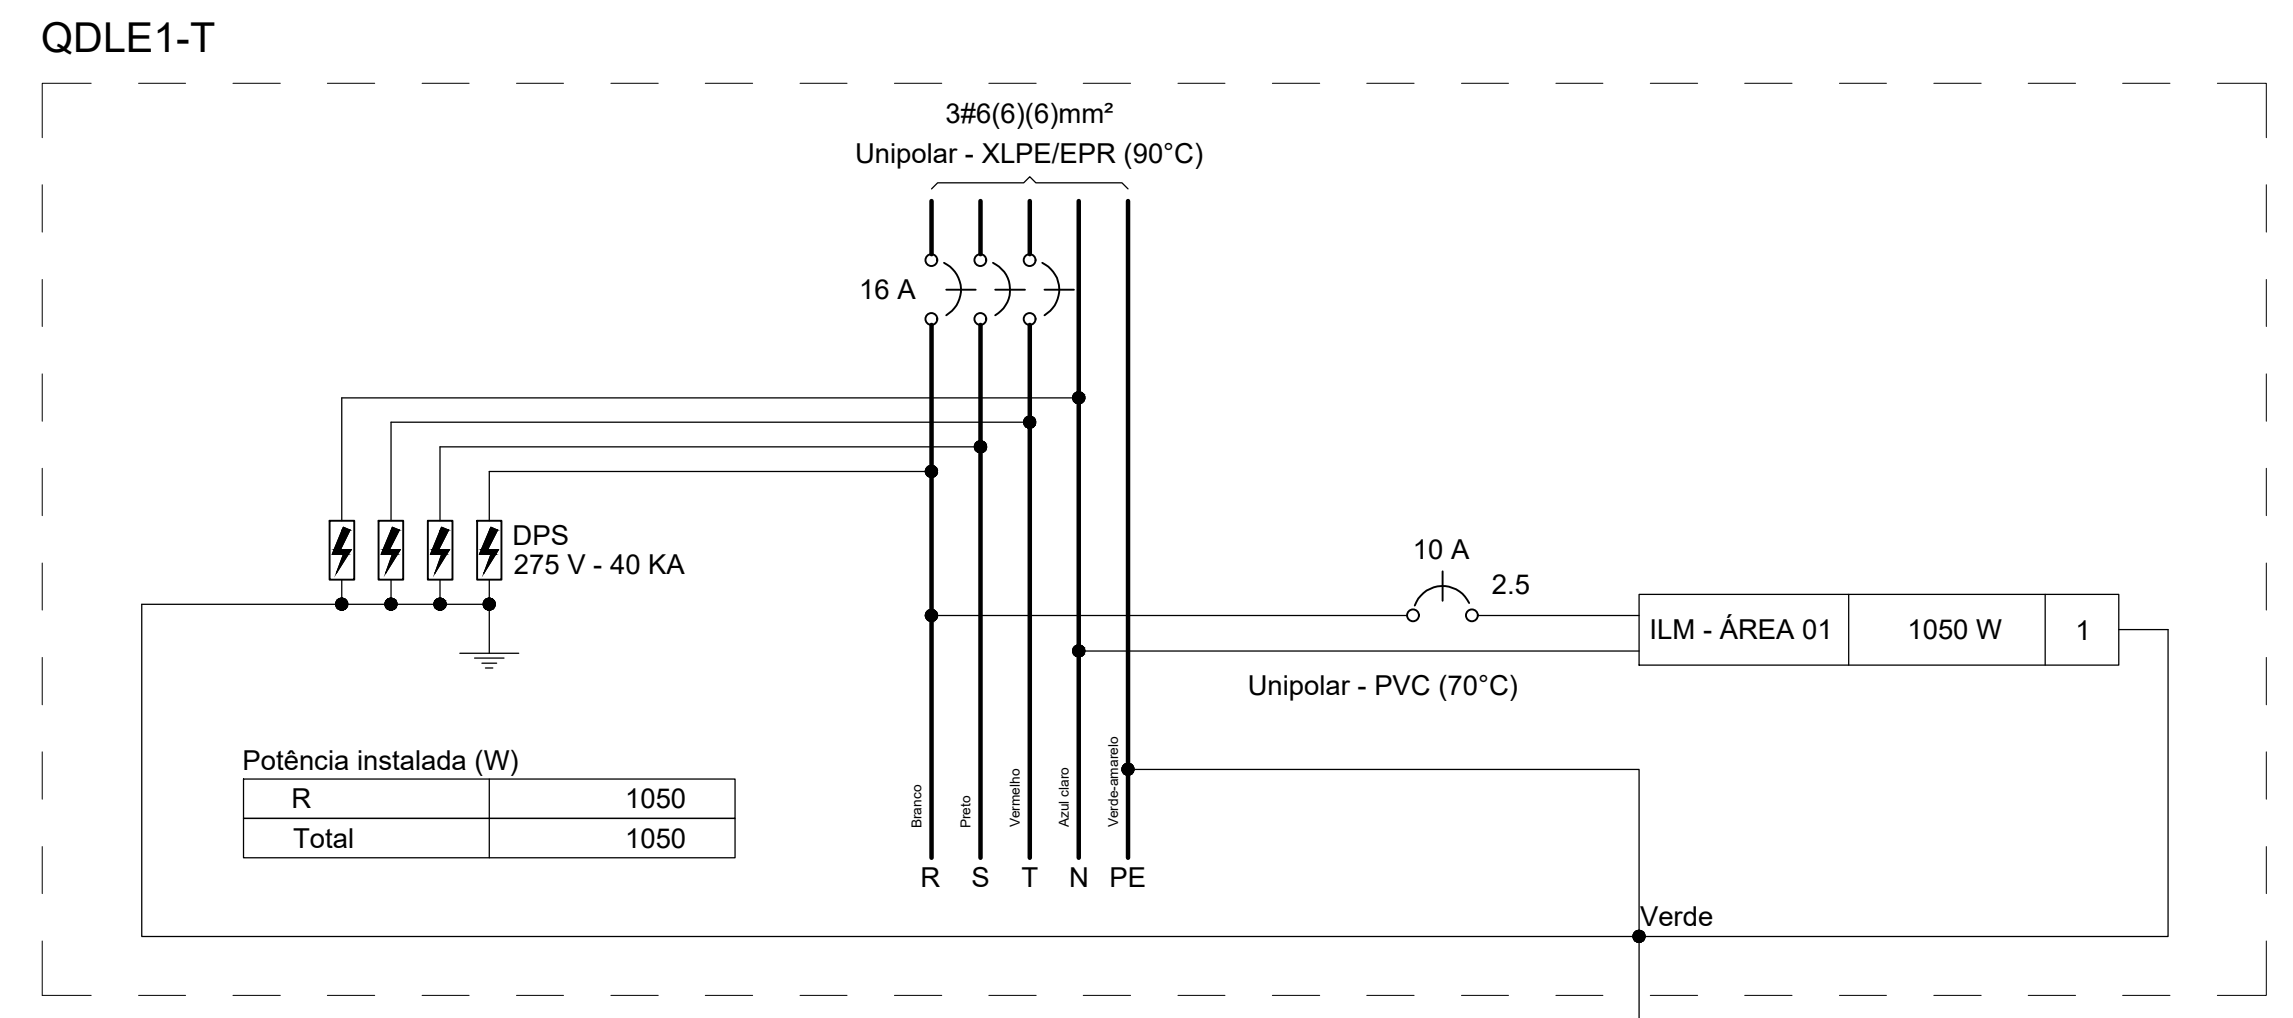 QDLE1-T
3#6(6)(6)mm²
Unipolar - XLPE/EPR (90°C)
16 A
DPS
275 V - 40 KA
10 A
2.5
ILM - ÁREA 01 1050 W 1
Unipolar - PVC (70°C)
Potência instalada (W)
R 1050
Total 1050
Branco
Preto
Vermelho
Azul claro
Verde-amarelo
R S T N PE
Verde